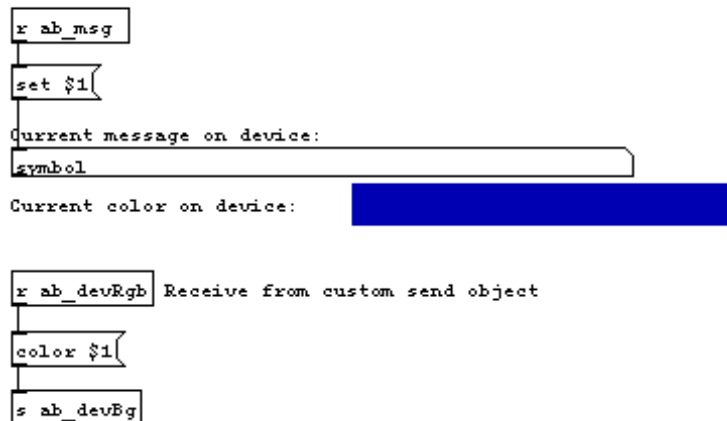 r ab_msg
set $1
Current message on device:
symbol
Current color on device:
r ab_devRgb Receive from custom send object
color $1
s ab_devBg